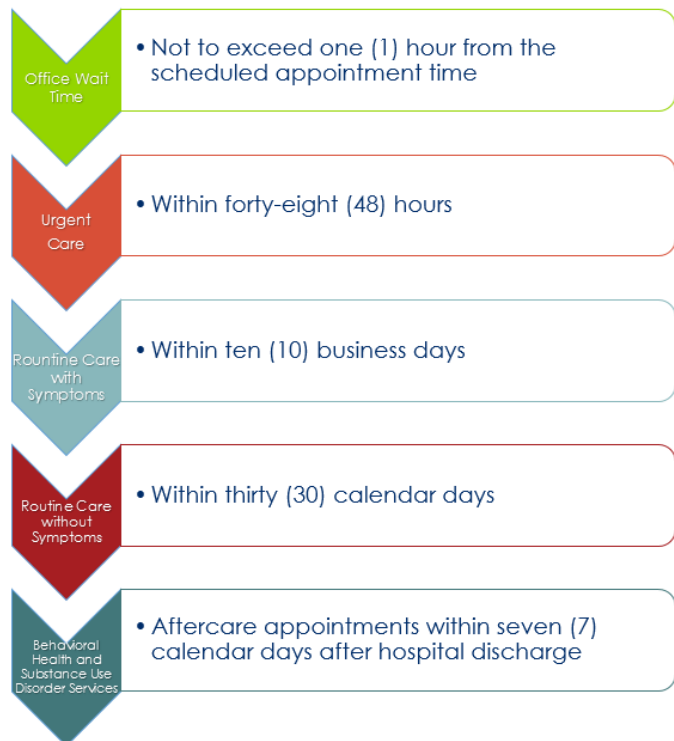 Office Wait
Time
• Not to exceed one (1) hour from the
scheduled appointment time
Urgent
Care
• Within forty-eight (48) hours
Rountine Care
with
Symptoms
• Within ten (10) business days
Routine Care
without
Symptoms
• Within thirty (30) calendar days
Behavioral
Health and
Substance Use
Disorder Services
• Aftercare appointments within seven (7)
calendar days after hospital discharge